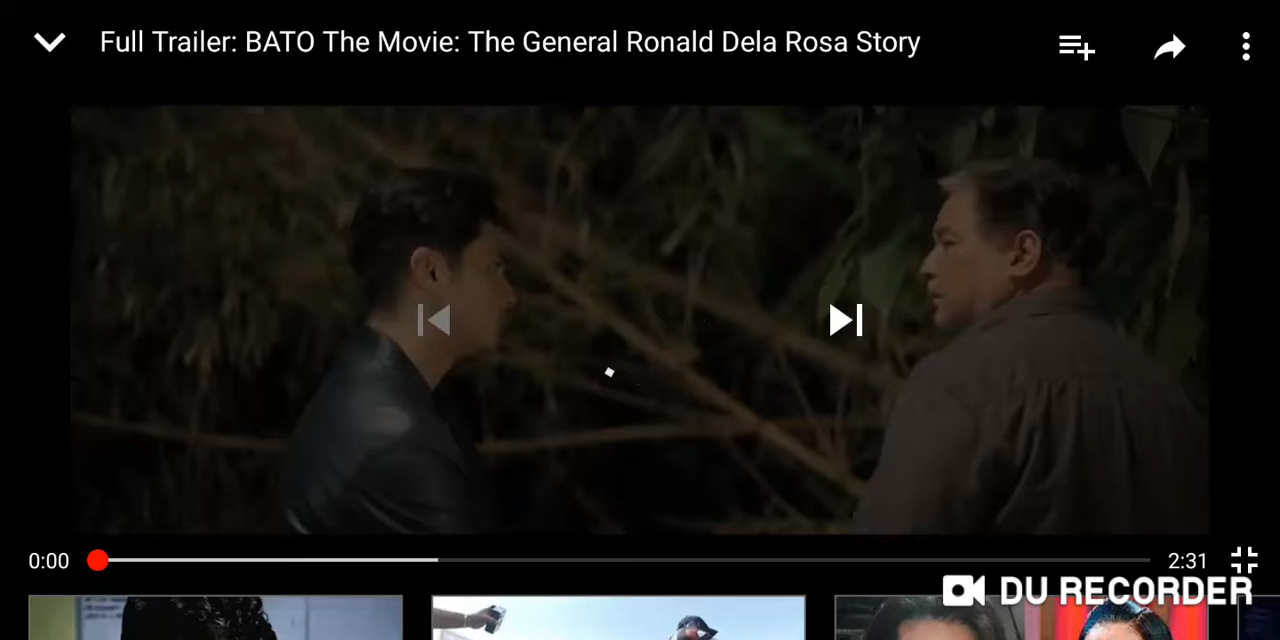 Full Trailer: BATO The Movie: The General Ronald Dela Rosa Story
0:00
2:31
DU RECORDER